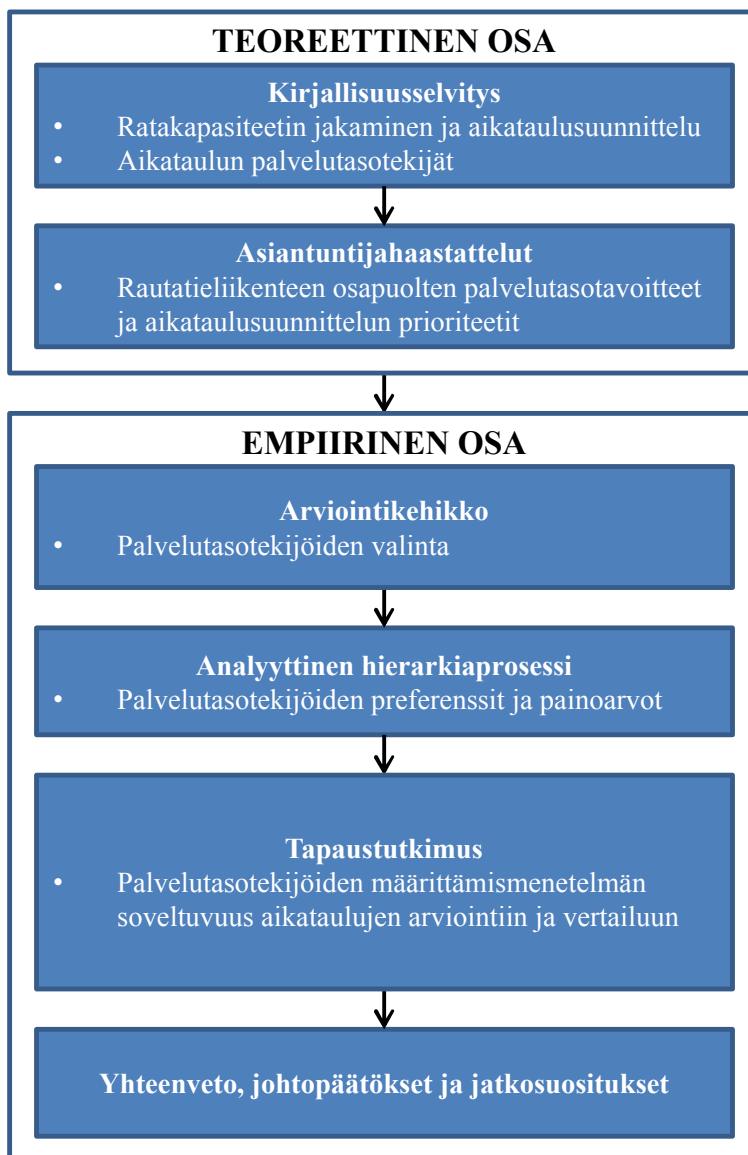 TEOREETTINEN OSA
Kirjallisuusselvitys
• Ratakapasiteetin jakaminen ja aikataulusuunnittelu
• Aikataulun palvelutasotekijät
Asiantuntijahaastattelut
• Rautatieliikenteen osapuolten palvelutasotavoitteet
ja aikataulusuunnittelun prioriteetit
EMPIIRINEN OSA
Arviointikehikko
• Palvelutasotekijöiden valinta
Analyyttinen hierarkiaprosessi
• Palvelutasotekijöiden preferenssit ja painoarvot
Tapaustutkimus
• Palvelutasotekijöiden määrittämismenetelmän
soveltuvuus aikataulujen arviointiin ja vertailuun
Yhteenveto, johtopäätökset ja jatkosuositukset